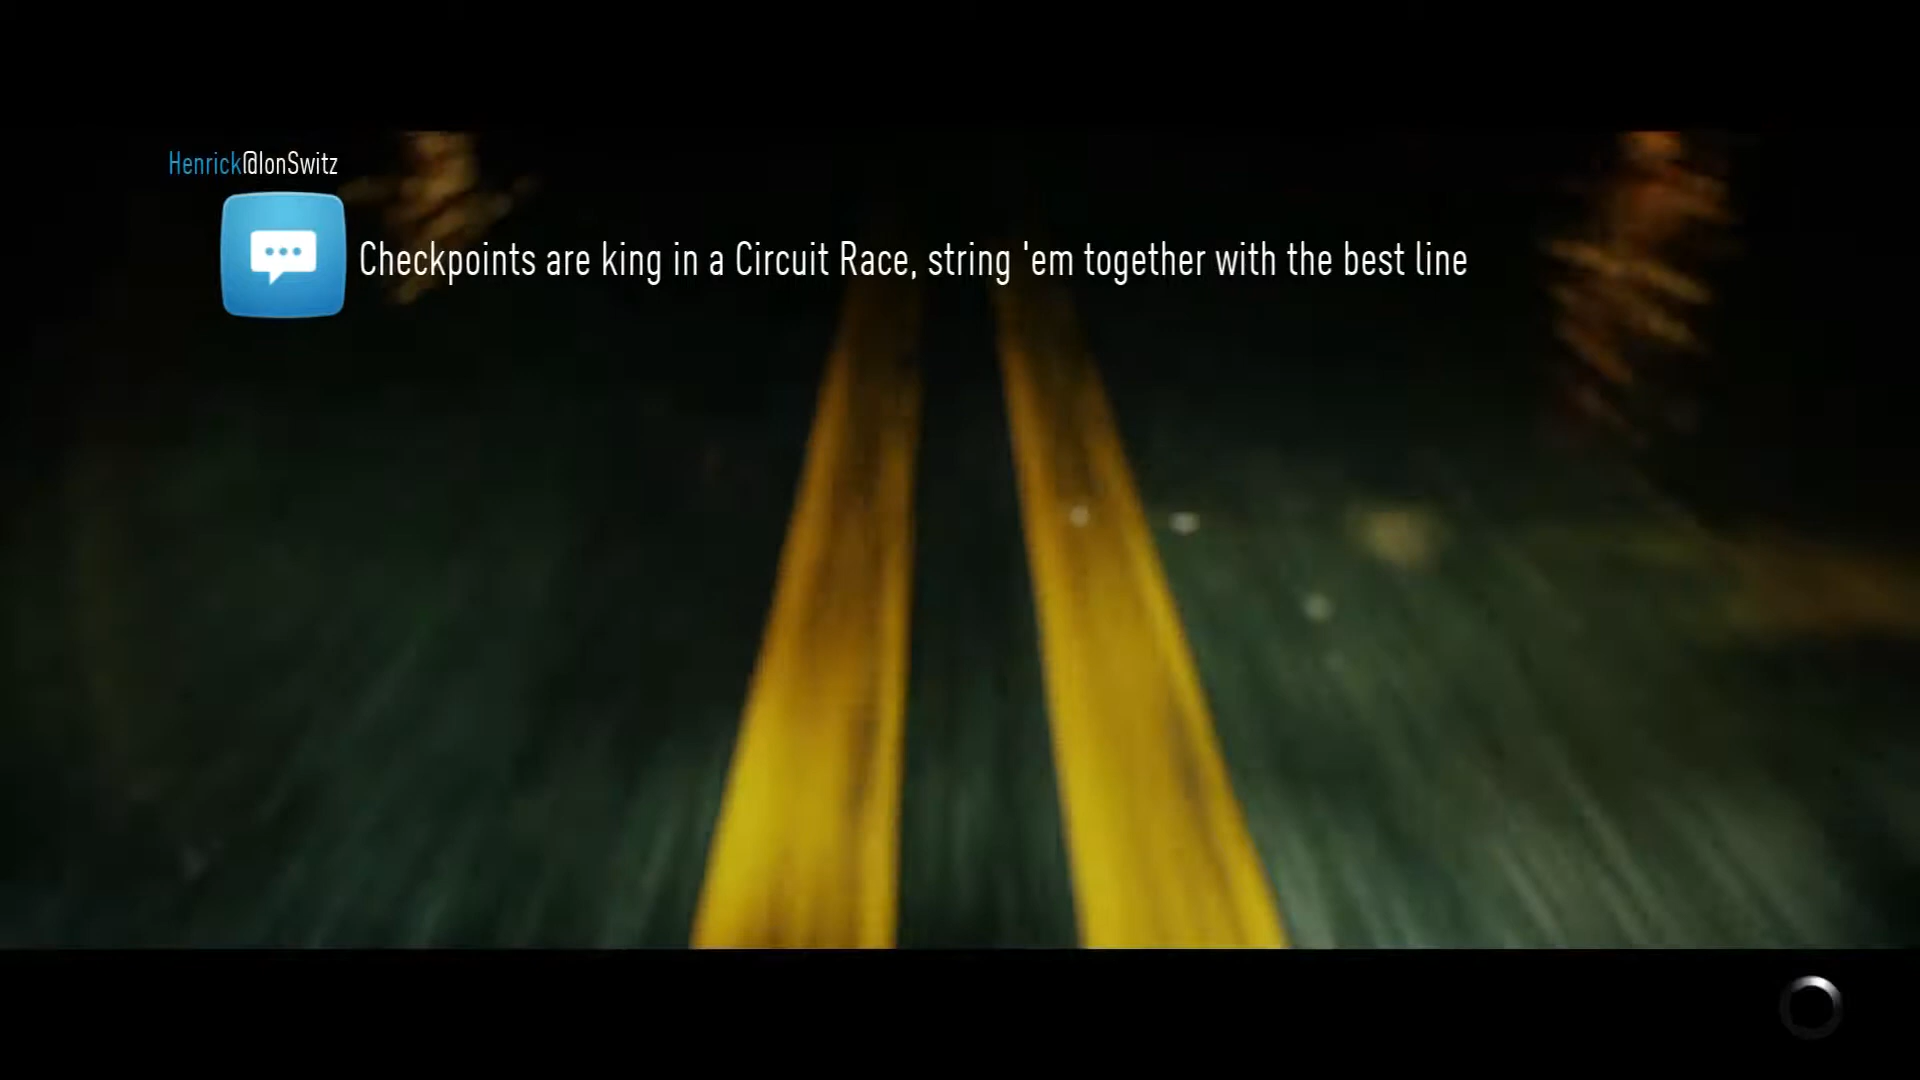 Henrick@IonSwitz
Checkpoints are king in a Circuit Race, string 'em together with the best line